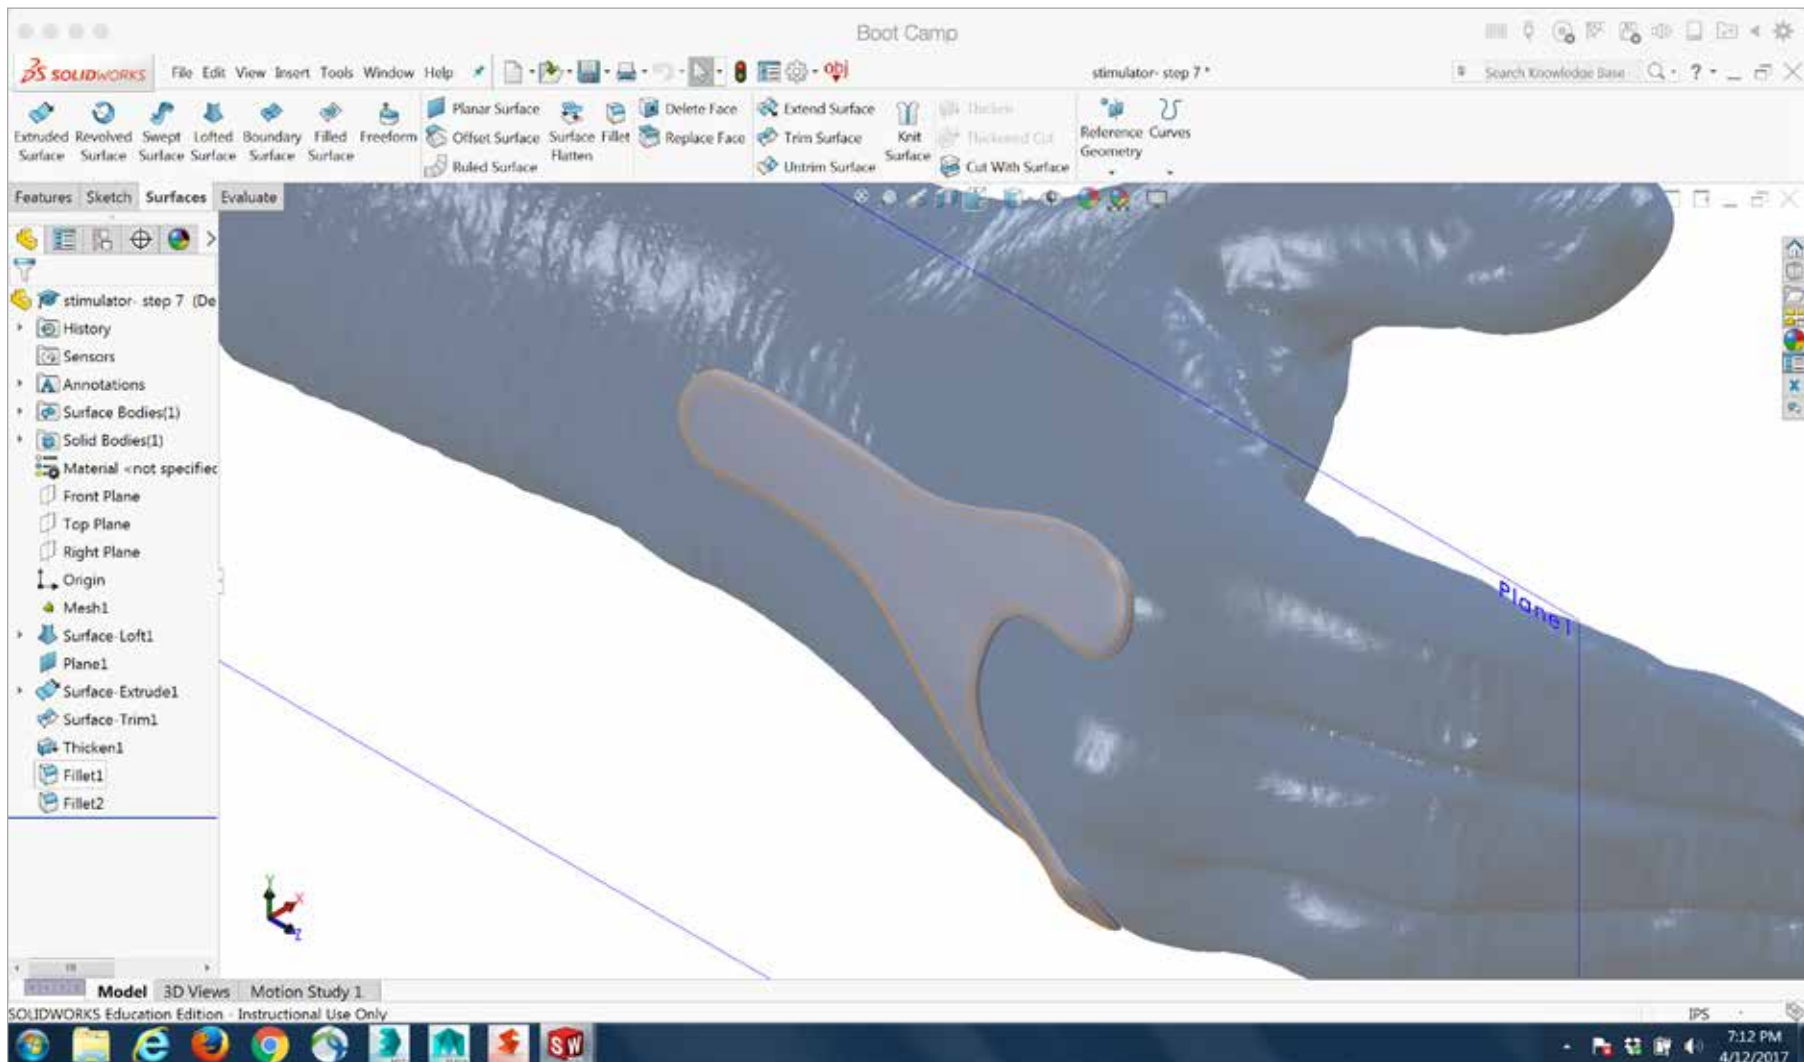 Boot Camp
SOLIDWORKS File Edit View Insert Tools Window Help obj stimulator- step 7 * Search Knowledge Base ?
Extruded Surface
Revolved Surface
Swept Surface
Lofted Surface
Boundary Surface
Filled Surface
Freeform
Planar Surface
Offset Surface
Ruled Surface
Surface Flatten
Fillet
Delete Face
Replace Face
Extend Surface
Trim Surface
Untrim Surface
Knit Surface
Thicken
Thickened Cut
Cut With Surface
Reference Geometry
Curves
Features Sketch Surfaces Evaluate
stimulator- step 7 (De
History
Sensors
Annotations
Surface Bodies(1)
Solid Bodies(1)
Material <not specified
Front Plane
Top Plane
Right Plane
Origin
Mesh1
Surface-Loft1
Plane1
Surface-Extrude1
Surface-Trim1
Thicken1
Fillet1
Fillet2
Plane1
Y
X
Z
Model 3D Views Motion Study 1
SOLIDWORKS Education Edition - Instructional Use Only IPS
SW
7:12 PM
4/12/2017